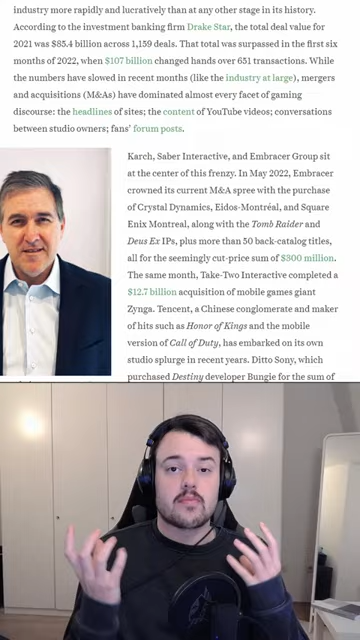 industry more rapidly and lucratively than at any other stage in its history.
According to the investment banking firm Drake Star, the total deal value for
2021 was $85.4 billion across 1,159 deals. That total was surpassed in the first six
months of 2022, when $107 billion changed hands over 651 transactions. While
the numbers have slowed in recent months (like the industry at large), mergers
and acquisitions (M&As) have dominated almost every facet of gaming
discourse: the headlines of sites; the content of YouTube videos; conversations
between studio owners; fans' forum posts.
Karch, Saber Interactive, and Embracer Group sit
at the center of this frenzy. In May 2022, Embracer
crowned its current M&A spree with the purchase
of Crystal Dynamics, Eidos-Montréal, and Square
Enix Montreal, along with the Tomb Raider and
Deus Ex IPs, plus more than 50 back-catalog titles,
all for the seemingly cut-price sum of $300 million.
The same month, Take-Two Interactive completed a
$12.7 billion acquisition of mobile games giant
Zynga. Tencent, a Chinese conglomerate and maker
of hits such as Honor of Kings and the mobile
version of Call of Duty, has embarked on its own
studio splurge in recent years. Ditto Sony, which
purchased Destiny developer Bungie for the sum of